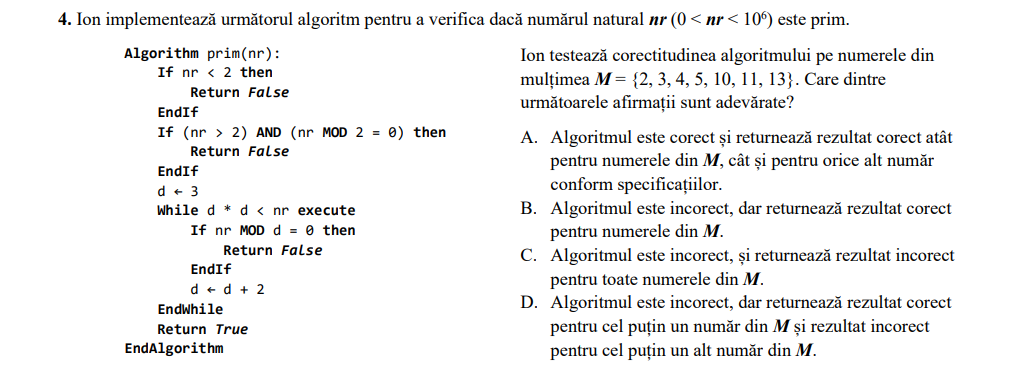 4. Ion implementează următorul algoritm pentru a verifica dacă numărul natural nr (0 < nr < 10⁶) este prim.
Algorithm prim(nr):
If nr < 2 then
Return False
EndIf
If (nr > 2) AND (nr MOD 2 = 0) then
Return False
EndIf
d ← 3
While d * d < nr execute
If nr MOD d = 0 then
Return False
EndIf
d ← d + 2
EndWhile
Return True
EndAlgorithm
Ion testează corectitudinea algoritmului pe numerele din
mulțimea M = {2, 3, 4, 5, 10, 11, 13}. Care dintre
următoarele afirmații sunt adevărate?
A. Algoritmul este corect și returnează rezultat corect atât
pentru numerele din M, cât și pentru orice alt număr
conform specificațiilor.
B. Algoritmul este incorect, dar returnează rezultat corect
pentru numerele din M.
C. Algoritmul este incorect, și returnează rezultat incorect
pentru toate numerele din M.
D. Algoritmul este incorect, dar returnează rezultat corect
pentru cel puțin un număr din M și rezultat incorect
pentru cel puțin un alt număr din M.